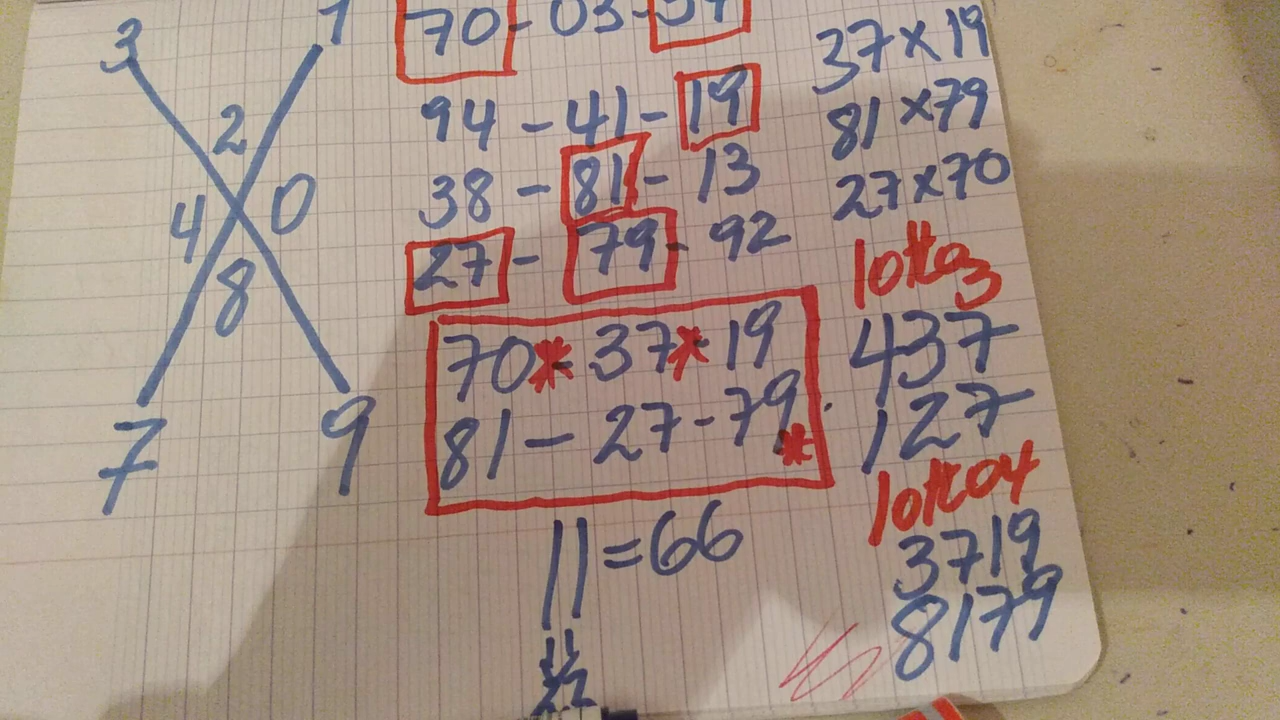 3 1
2
4 0
8
7 9
70 - 03 -
94 - 41 - 19
38 - 81 - 13
27 - 79 - 92
70 * - 37 * - 19
81 - 27 - 79 . *
11 = 66
11
22
37 x 19
81 x 79
27 x 70
lotto3
437
127
lotto4
3719
8179